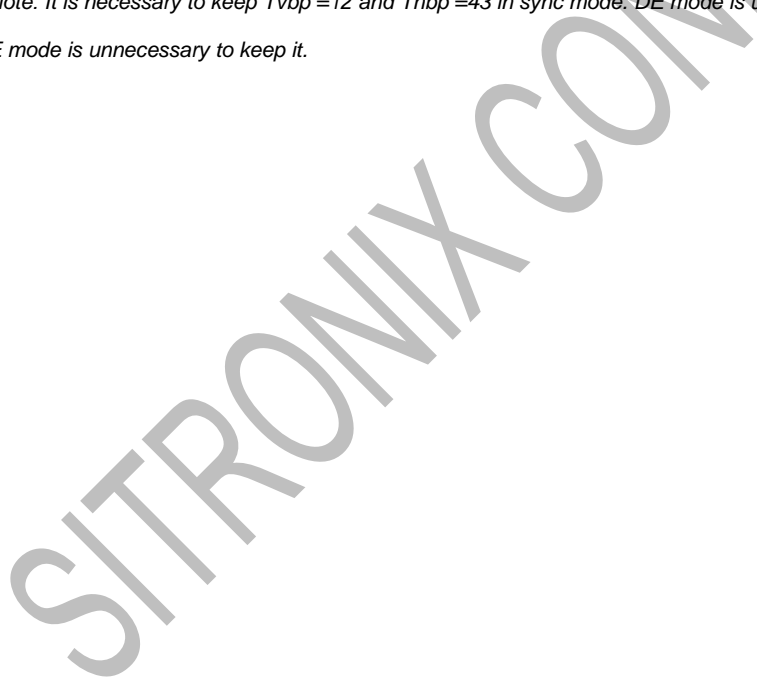 ote: It is necessary to keep Tvbp =12 and Thbp =43 in sync mode. DE mode is
mode is unnecessary to keep it.
SITRONIX CON